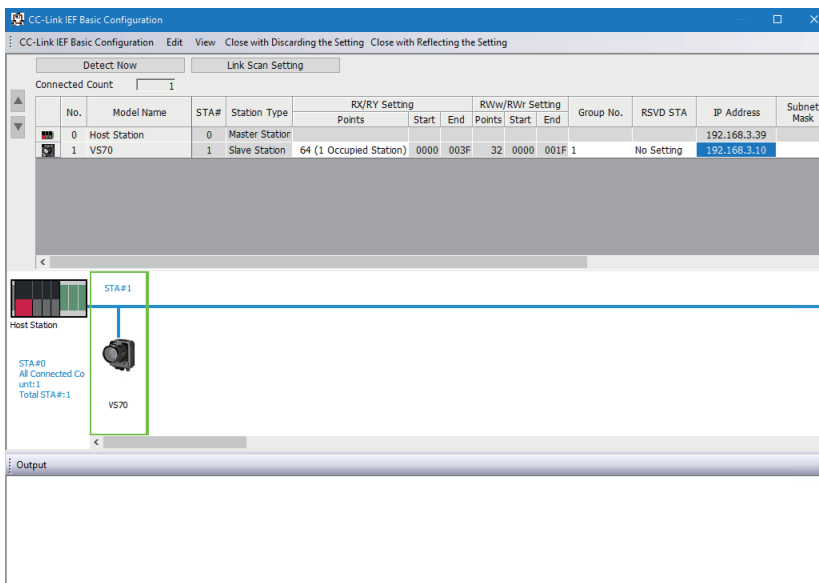 CC-Link IEF Basic Configuration
CC-Link IEF Basic Configuration Edit View Close with Discarding the Setting Close with Reflecting the Setting
Detect Now Link Scan Setting
Connected Count 1
No. Model Name STA# Station Type RX/RY Setting RWw/RWr Setting Group No. RSVD STA IP Address Subnet Mask
Points Start End Points Start End
0 Host Station 0 Master Station 192.168.3.39
1 VS70 1 Slave Station 64 (1 Occupied Station) 0000 003F 32 0000 001F 1 No Setting 192.168.3.10
STA#1
Host Station
STA#0
All Connected Co
unt:1
Total STA#:1
VS70
Output